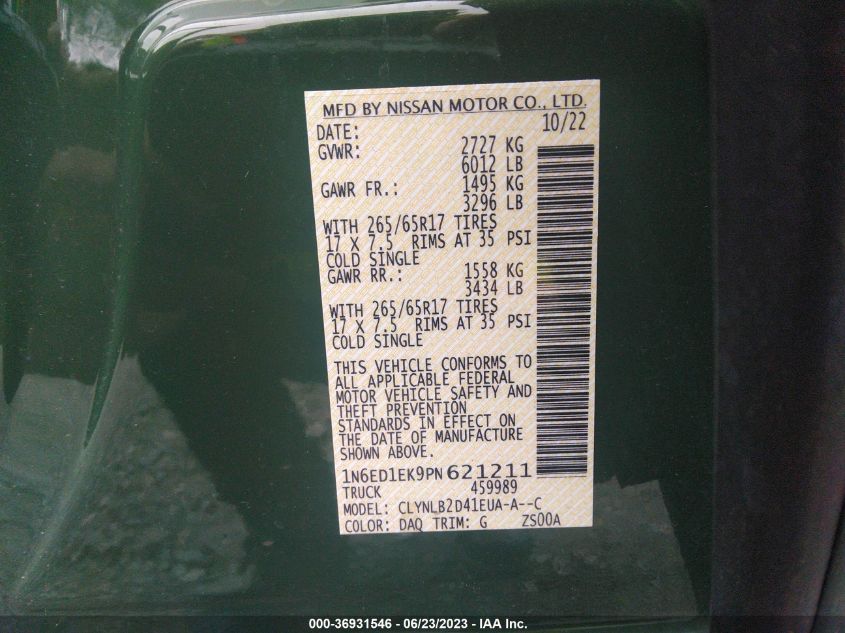 MFD BY NISSAN MOTOR CO., LTD.
DATE: 10/22
GVWR: 2727 KG
6012 LB
GAWR FR.: 1495 KG
3296 LB
WITH 265/65R17 TIRES
17 X 7.5 RIMS AT 35 PSI
COLD SINGLE
GAWR RR.: 1558 KG
3434 LB
WITH 265/65R17 TIRES
17 X 7.5 RIMS AT 35 PSI
COLD SINGLE
THIS VEHICLE CONFORMS TO
ALL APPLICABLE FEDERAL
MOTOR VEHICLE SAFETY AND
THEFT PREVENTION
STANDARDS IN EFFECT ON
THE DATE OF MANUFACTURE
SHOWN ABOVE.
1N6ED1EK9PN621211
TRUCK 459989
MODEL: CLYNLB2D41EUA-A--C
COLOR: DAQ TRIM: G ZS00A
000-36931546 - 06/23/2023 - IAA Inc.